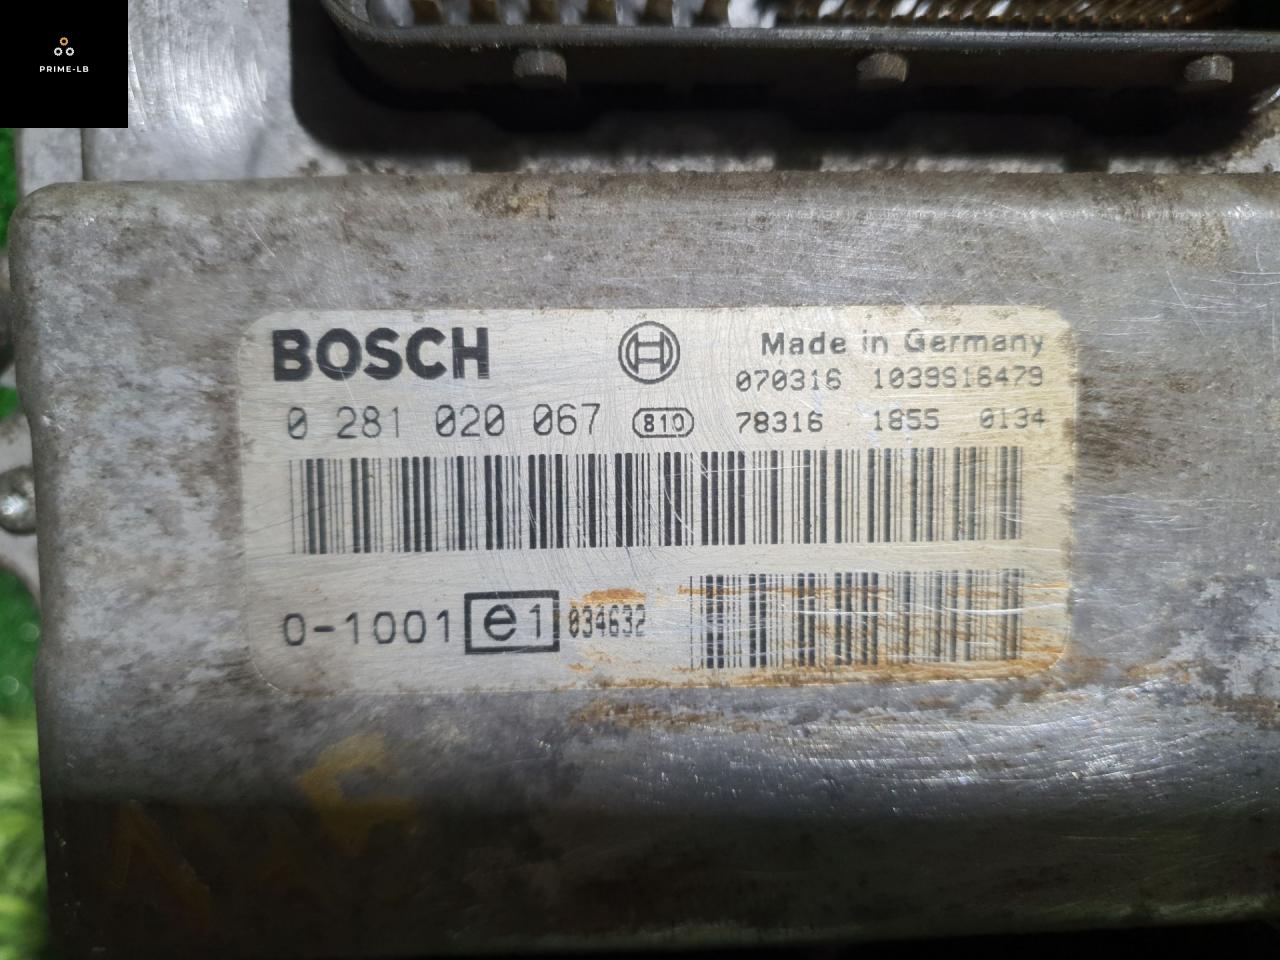 PRIME-LB
BOSCH
Made in Germany
070316 1039S16479
0 281 020 067 810 78316 1855 0134
0-1001 e1 034632